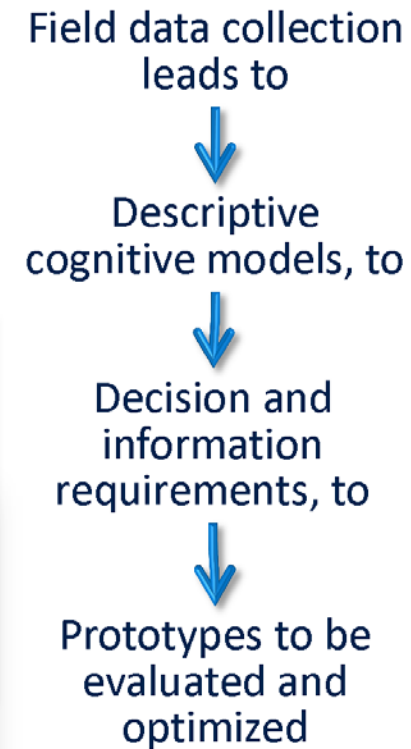 Field data collection
leads to
Descriptive
cognitive models, to
Decision and
information
requirements, to
Prototypes to be
evaluated and
optimized